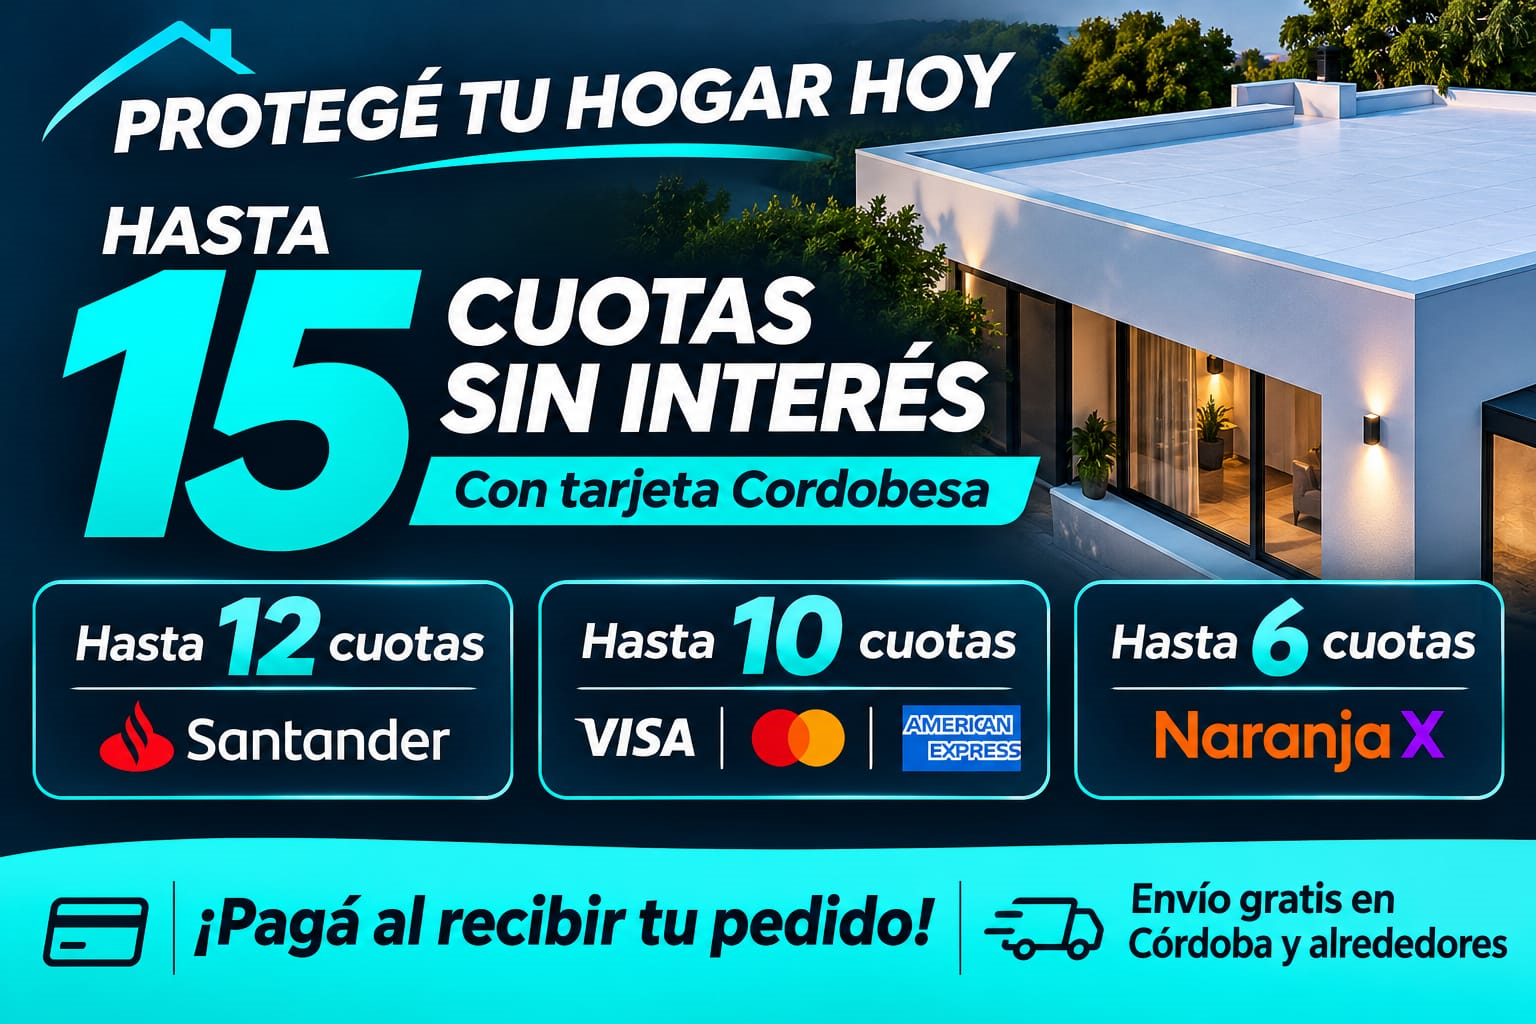 PROTEGÉ TU HOGAR HOY
HASTA
15
CUOTAS
SIN INTERÉS
Con tarjeta Cordobesa
Hasta 12 cuotas
Santander
Hasta 10 cuotas
VISA
AMERICAN
EXPRESS
Hasta 6 cuotas
Naranja X
¡Pagá al recibir tu pedido!
Envío gratis en
Córdoba y alrededores